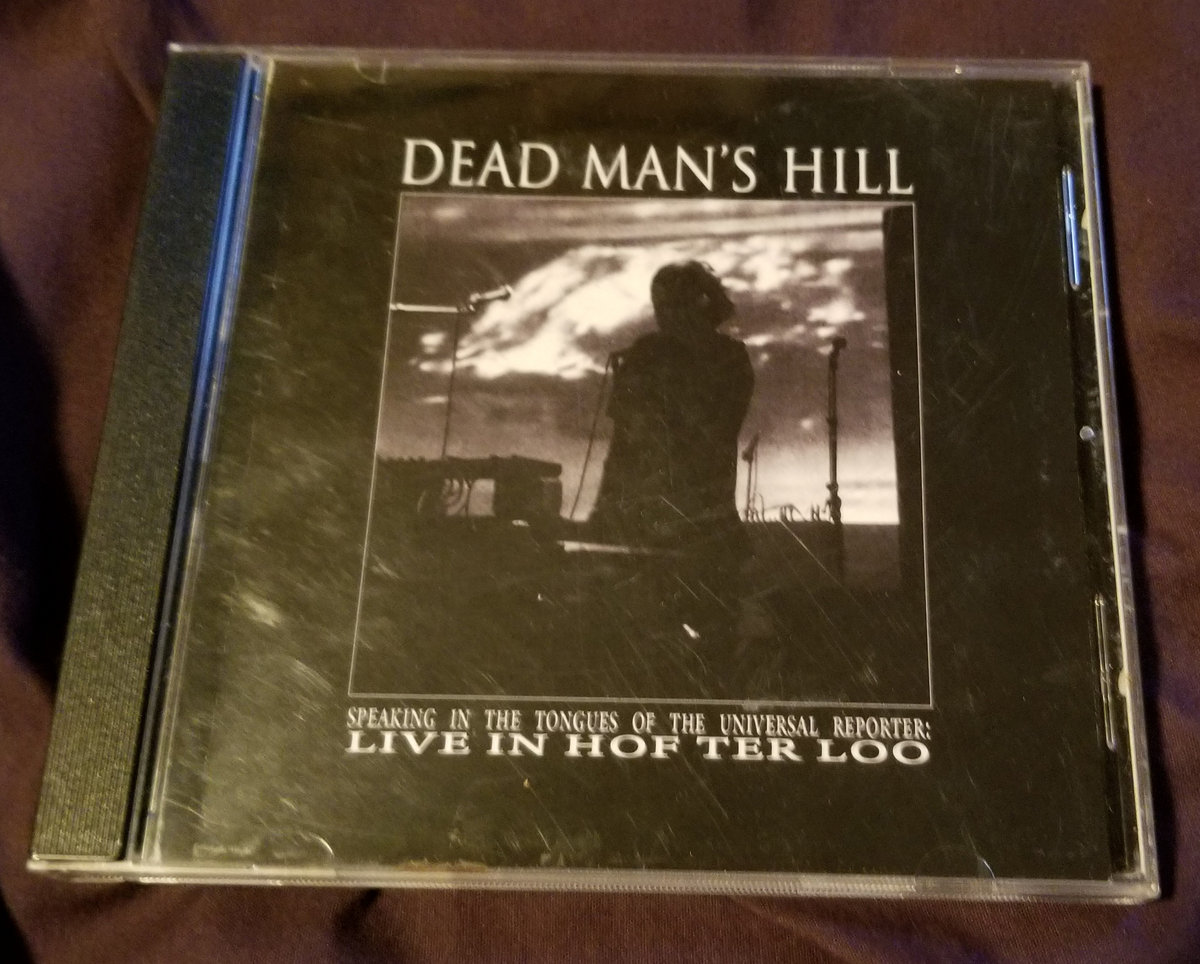 DEAD MAN'S HILL
SPEAKING IN THE TONGUES OF THE UNIVERSAL REPORTER:
LIVE IN HOF TER LOO